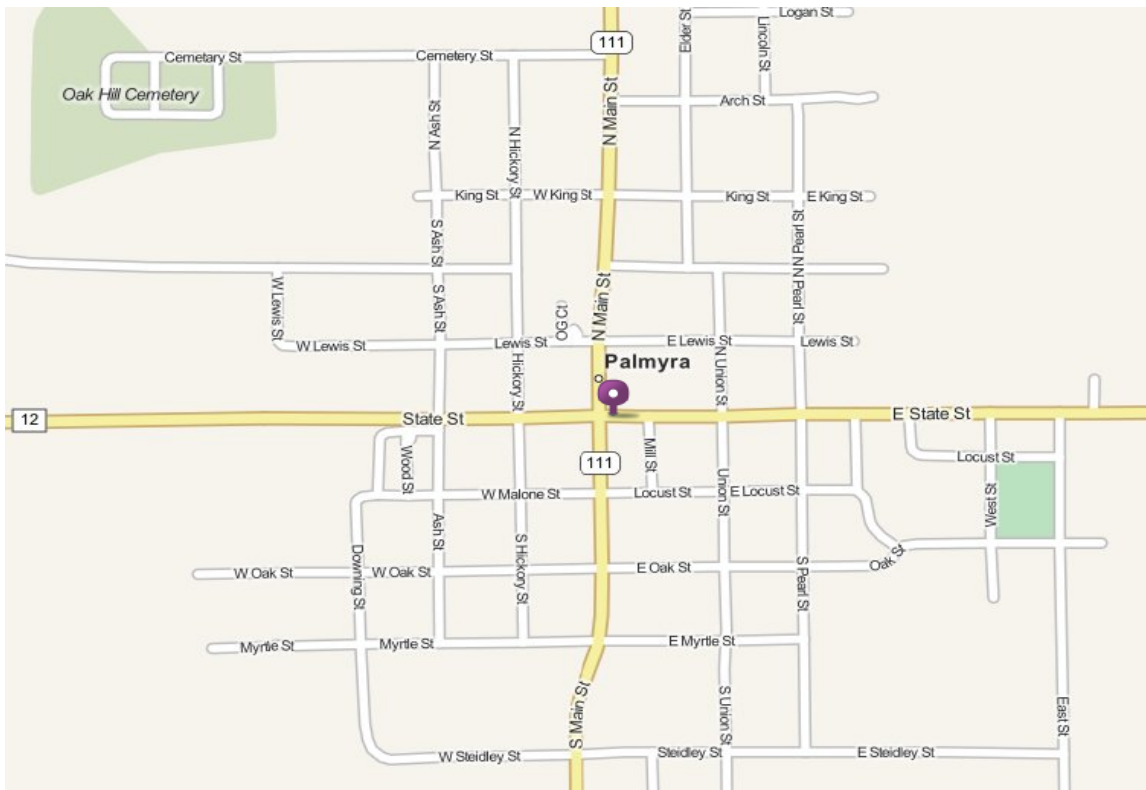 Logan St
Elder St
Lincoln St
111
Cemetary St
Cemetery St
Oak Hill Cemetery
N Ash St
N Hickory St
N Main St
Arch St
King St
W King St
King St
E King St
S Ash St
N Pearl St
W Lewis St
S Ash St
OG Ct
N Main St
N Pearl St
W Lewis St
Lewis St
E Lewis St
Lewis St
Palmyra
Hickory St
N Union St
12
State St
E State St
Wood St
111
Mill St
Locust St
W Malone St
Locust St
E Locust St
Union St
West St
Ash St
S Hickory St
Downing St
W Oak St
W Oak St
E Oak St
Oak St
S Pearl St
Myrtle St
Myrtle St
E Myrtle St
S Main St
S Union St
East St
W Steidley St
Steidley St
E Steidley St